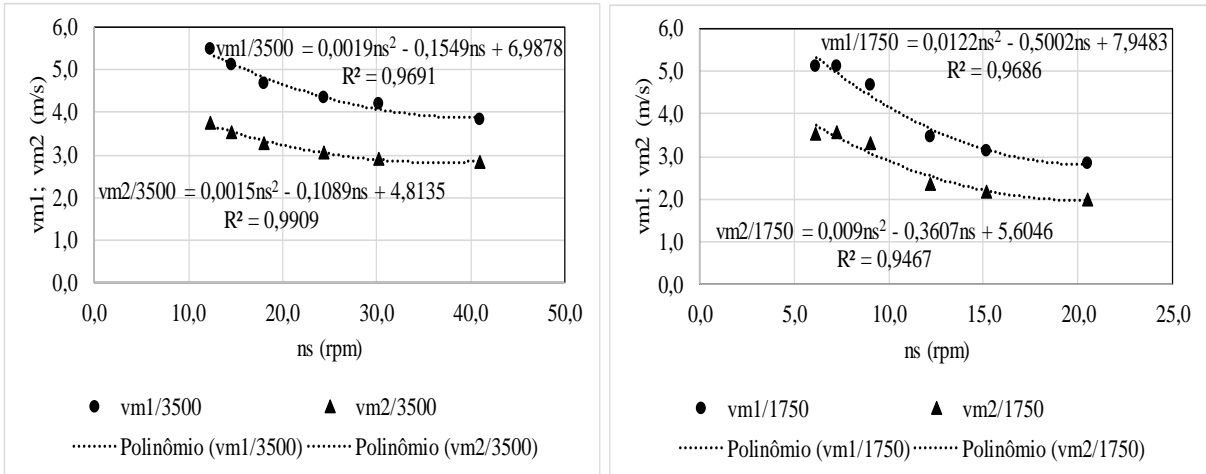 6,0
5,0
4,0
3,0
2,0
1,0
0,0
vm1; vm2 (m/s)
vm1/3500 = 0,0019ns² - 0,1549ns + 6,9878
R² = 0,9691
vm2/3500 = 0,0015ns² - 0,1089ns + 4,8135
R² = 0,9909
0,0 10,0 20,0 30,0 40,0 50,0
ns (rpm)
vm1/3500 vm2/3500
Polinômio (vm1/3500) Polinômio (vm2/3500)
6,0
5,0
4,0
3,0
2,0
1,0
0,0
vm1; vm2 (m/s)
vm1/1750 = 0,0122ns² - 0,5002ns + 7,9483
R² = 0,9686
vm2/1750 = 0,009ns² - 0,3607ns + 5,6046
R² = 0,9467
0,0 5,0 10,0 15,0 20,0 25,0
ns (rpm)
vm1/1750 vm2/1750
Polinômio (vm1/1750) Polinômio (vm2/1750)